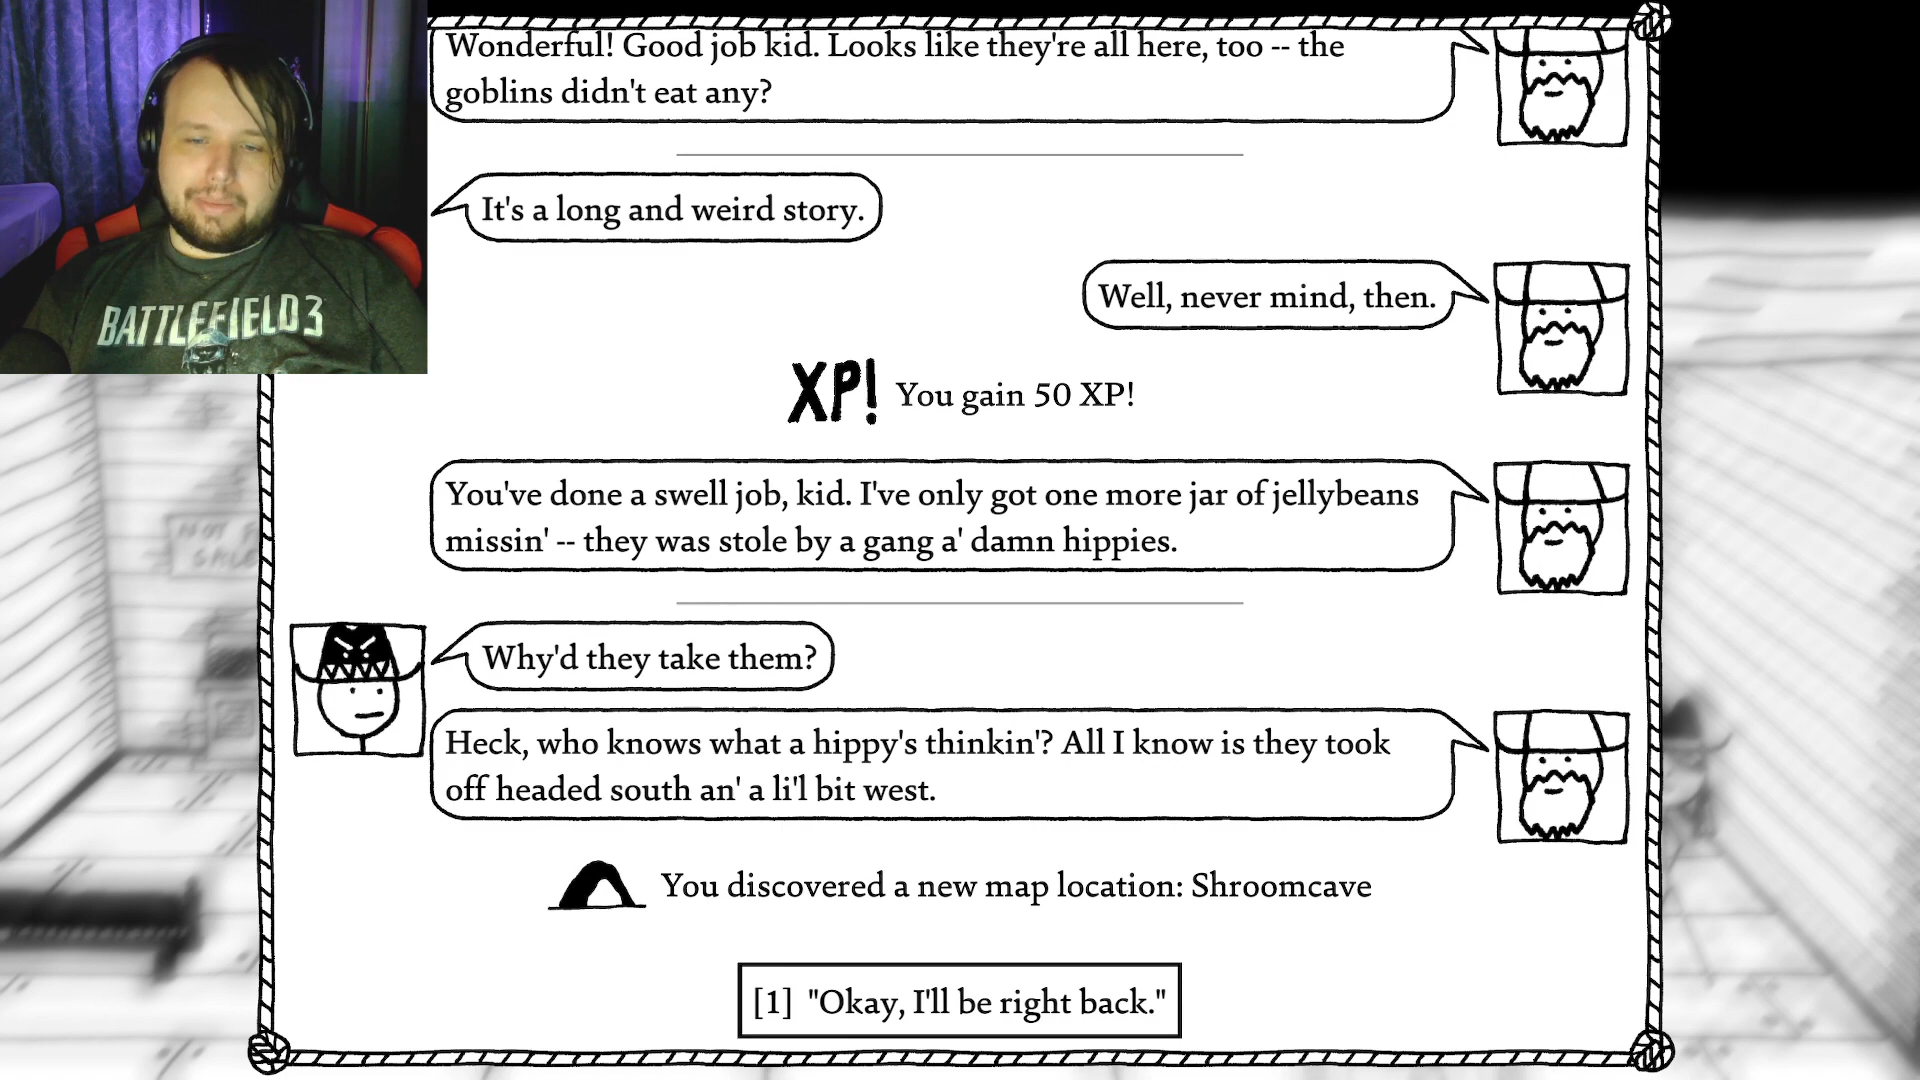 Wonderful! Good job kid. Looks like they're all here, too -- the
goblins didn't eat any?
BATTLEFIELD 3
It's a long and weird story.
Well, never mind, then.
XP! You gain 50 XP!
You've done a swell job, kid. I've only got one more jar of jellybeans
missin' -- they was stole by a gang a' damn hippies.
NOT F
SALE
Why'd they take them?
Heck, who knows what a hippy's thinkin'? All I know is they took
off headed south an' a li'l bit west.
You discovered a new map location: Shroomcave
[1] "Okay, I'll be right back."